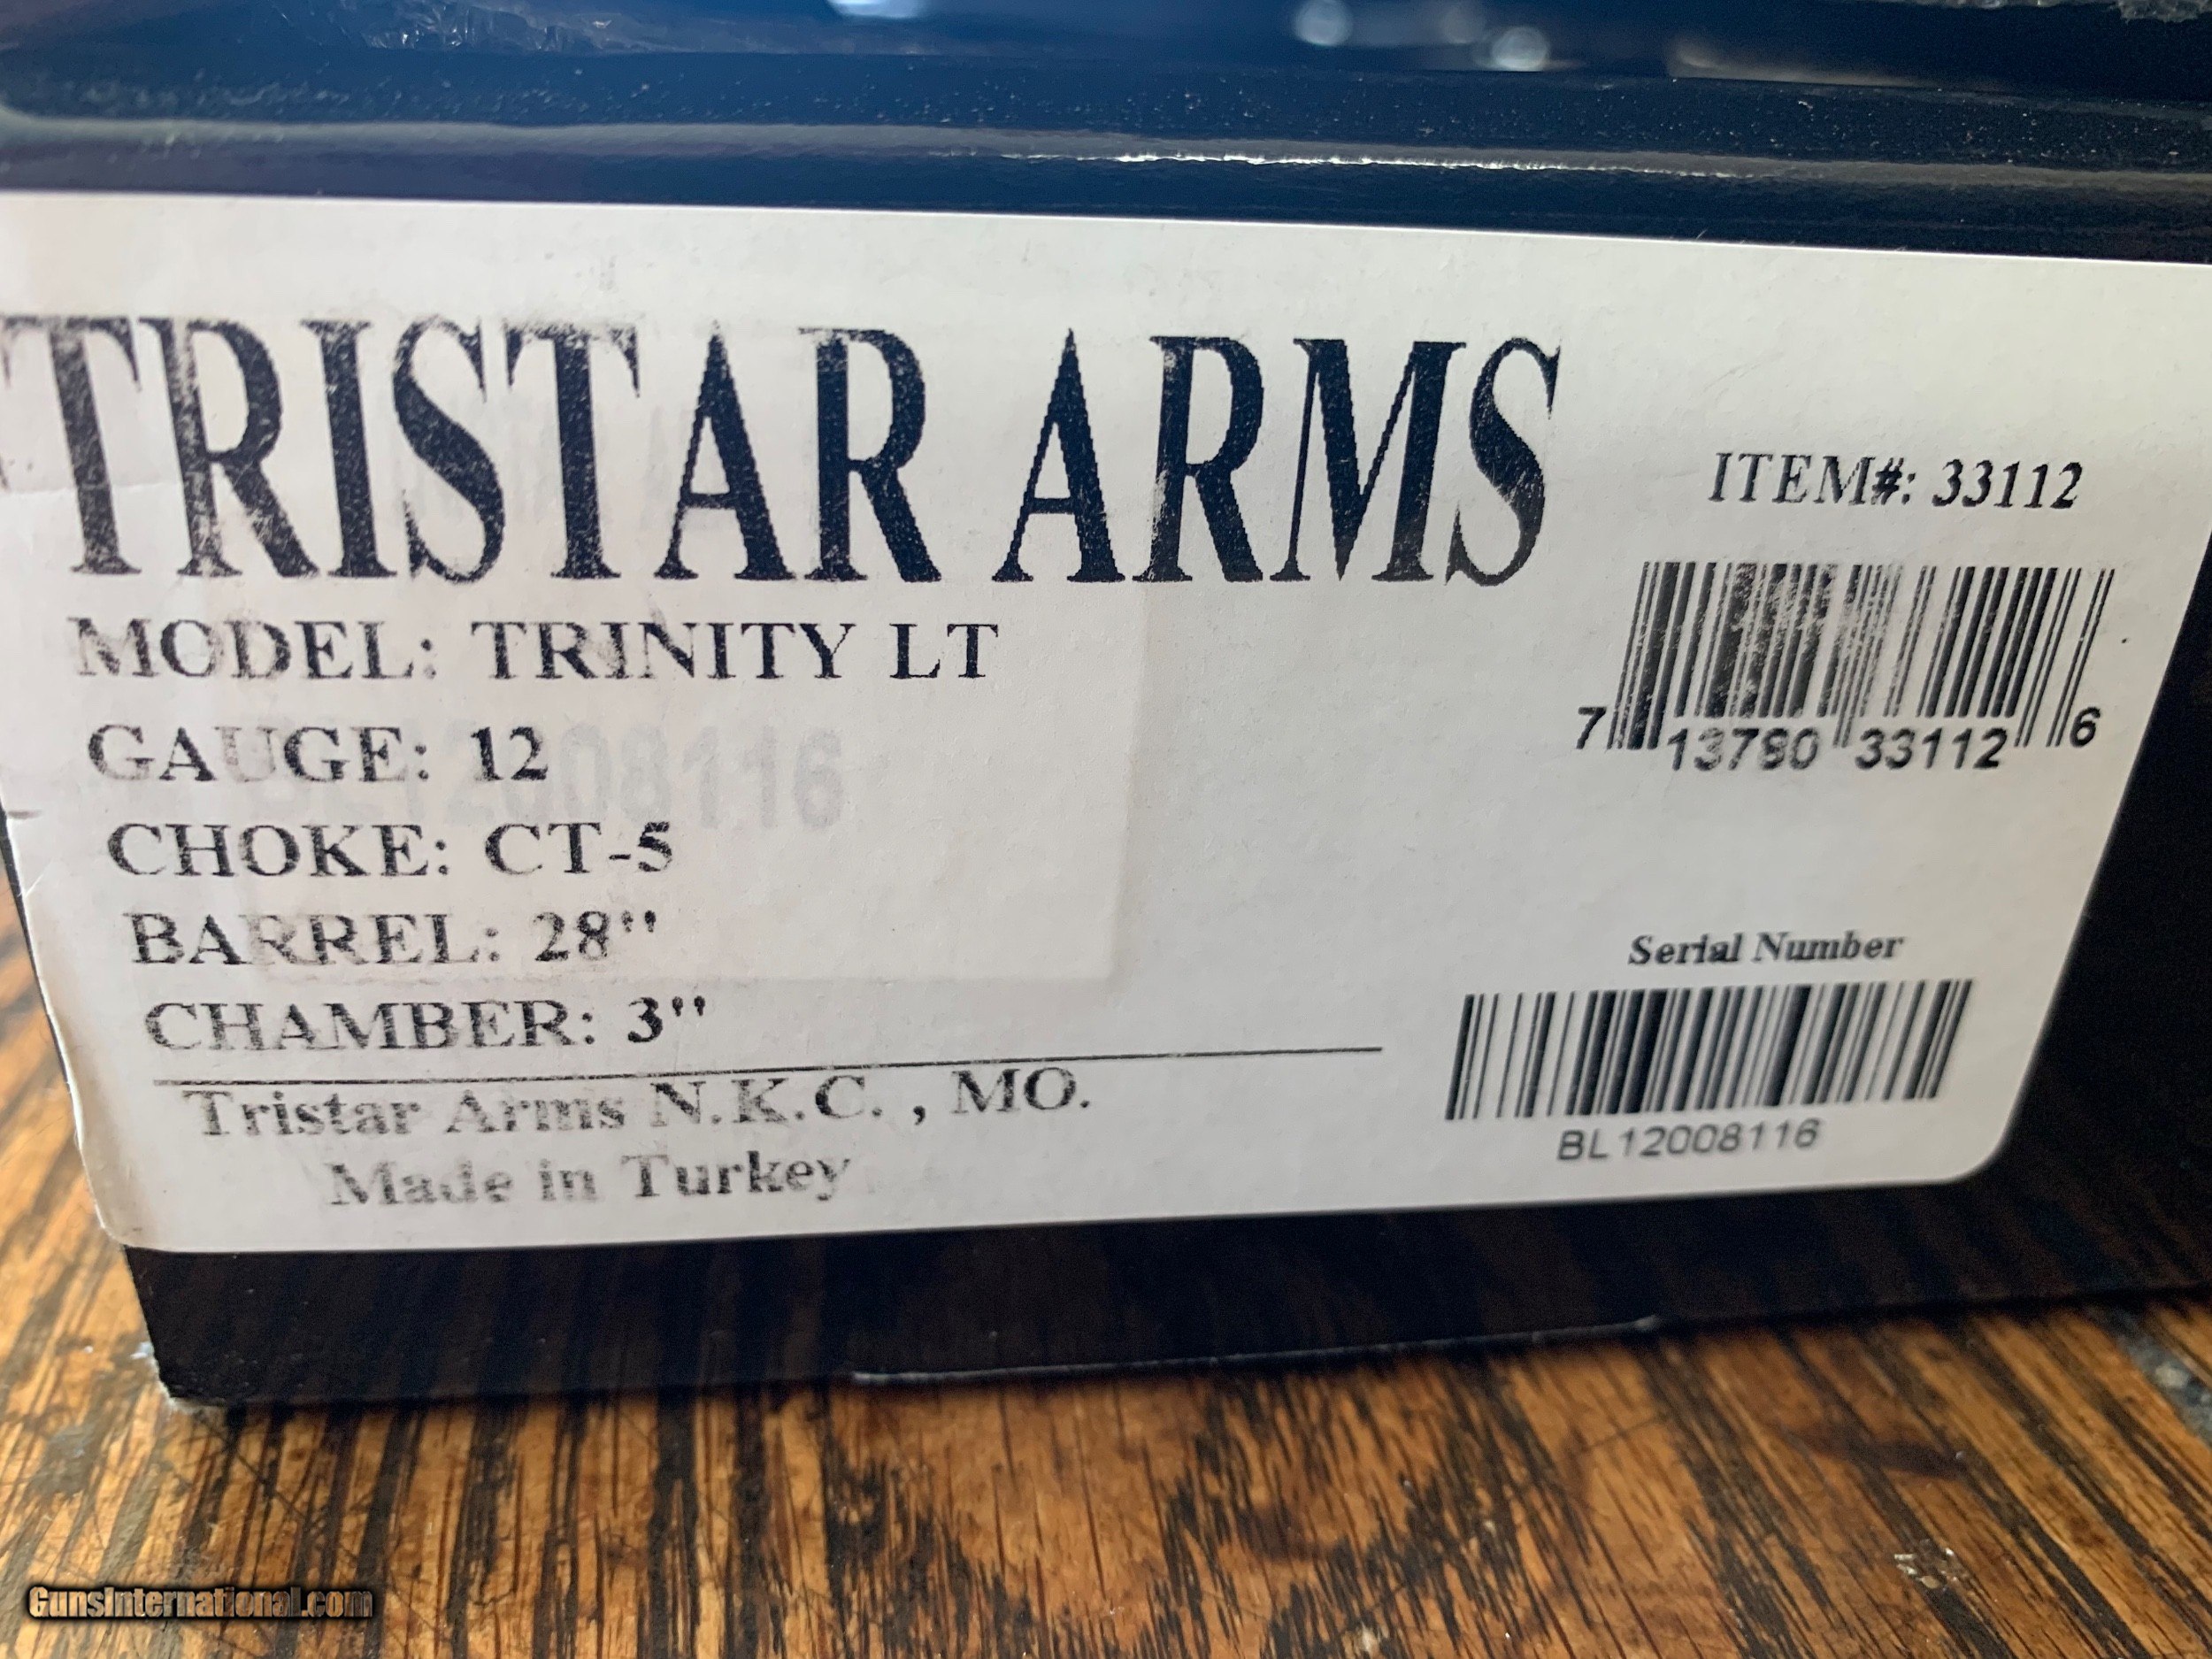 TRISTAR ARMS
ITEM#: 33112
MODEL: TRINITY LT
7 13780 33112 6
GAUGE: 12
BL12008116
CHOKE: CT-5
BARREL: 28"
Serial Number
CHAMBER: 3"
BL12008116
Tristar Arms N.K.C. , MO.
Made in Turkey
GunsInternational.com